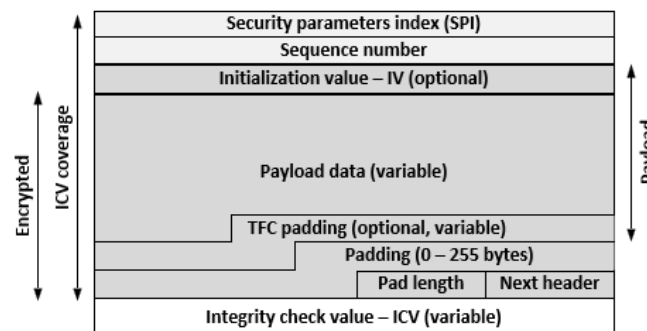 Security parameters index (SPI)
Sequence number
Initialization value – IV (optional)
Encrypted
ICV coverage
Payload data (variable)
Payload
TFC padding (optional, variable)
Padding (0 – 255 bytes)
Pad length
Next header
Integrity check value – ICV (variable)